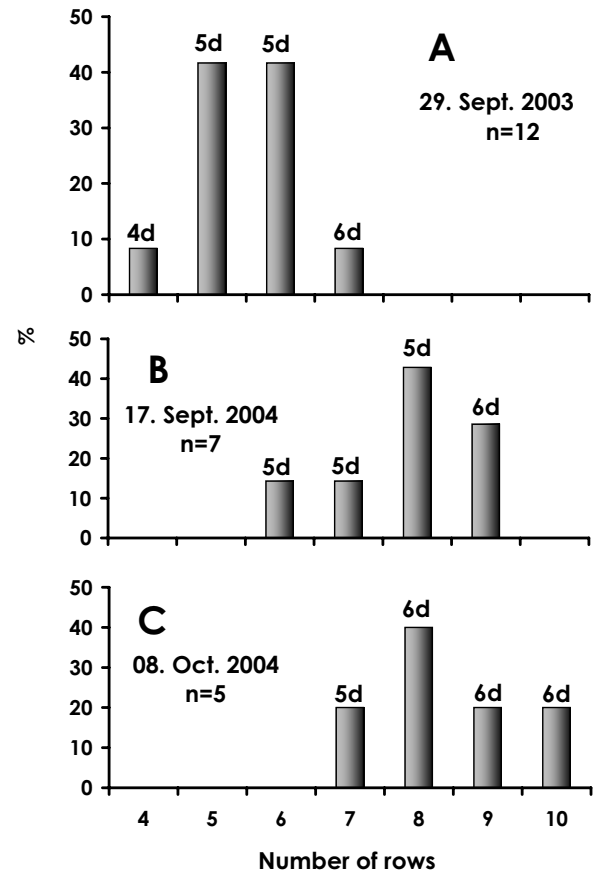 50
5d 5d
A
40
29. Sept. 2003
n=12
30
20
10
4d 6d
0
%
50
5d
B
40
6d
17. Sept. 2004
n=7
30
20
5d 5d
10
0
50
6d
C
40
08. Oct. 2004
n=5
30
20
5d 6d 6d
10
0
4 5 6 7 8 9 10
Number of rows